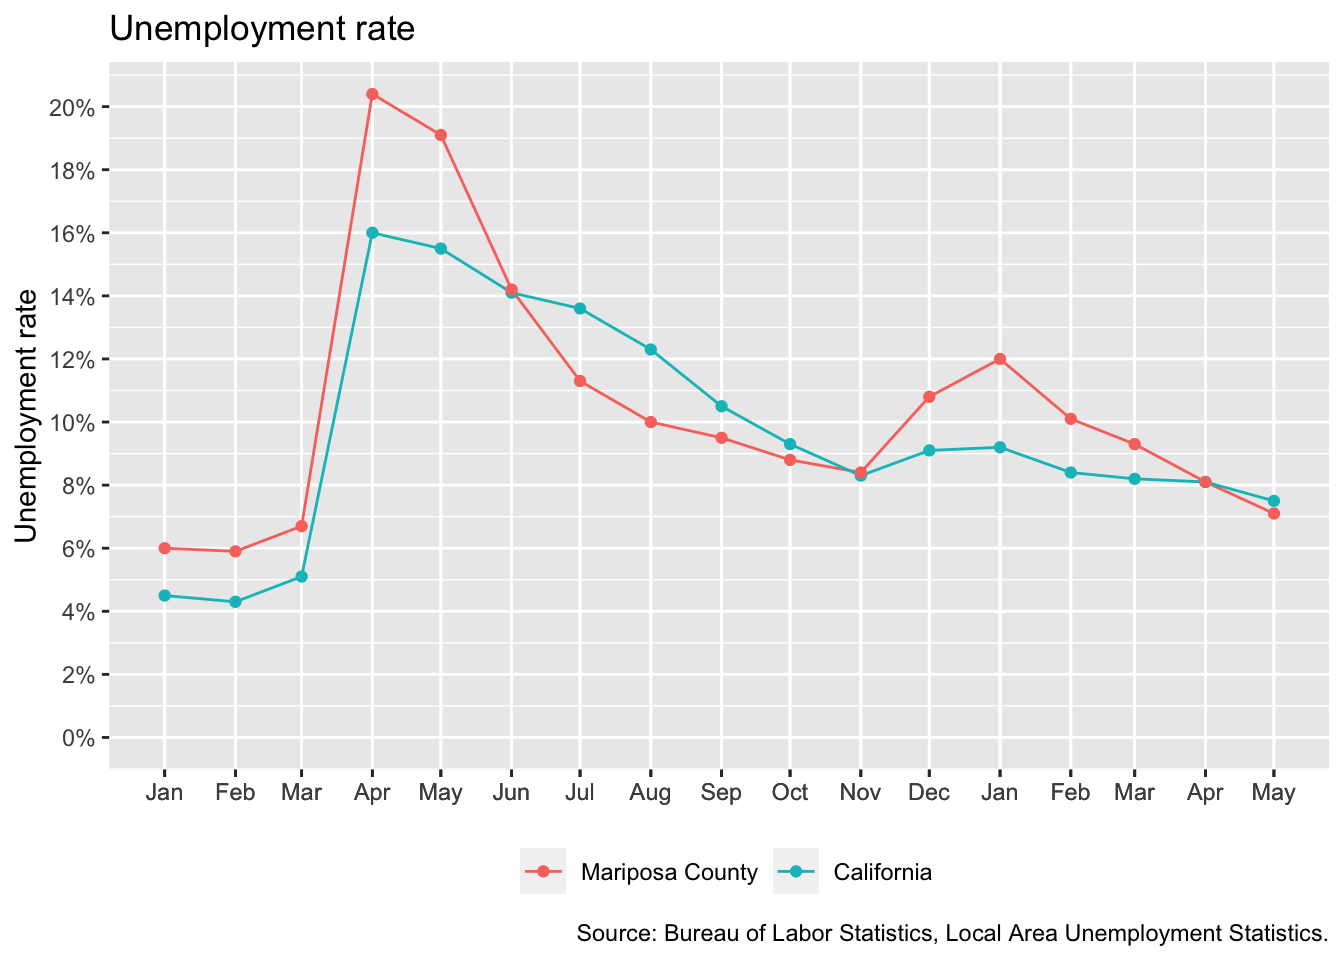 Unemployment rate
Unemployment rate
20%
18%
16%
14%
12%
10%
8%
6%
4%
2%
0%
Jan Feb Mar Apr May Jun Jul Aug Sep Oct Nov Dec Jan Feb Mar Apr May
Mariposa County California
Source: Bureau of Labor Statistics, Local Area Unemployment Statistics.